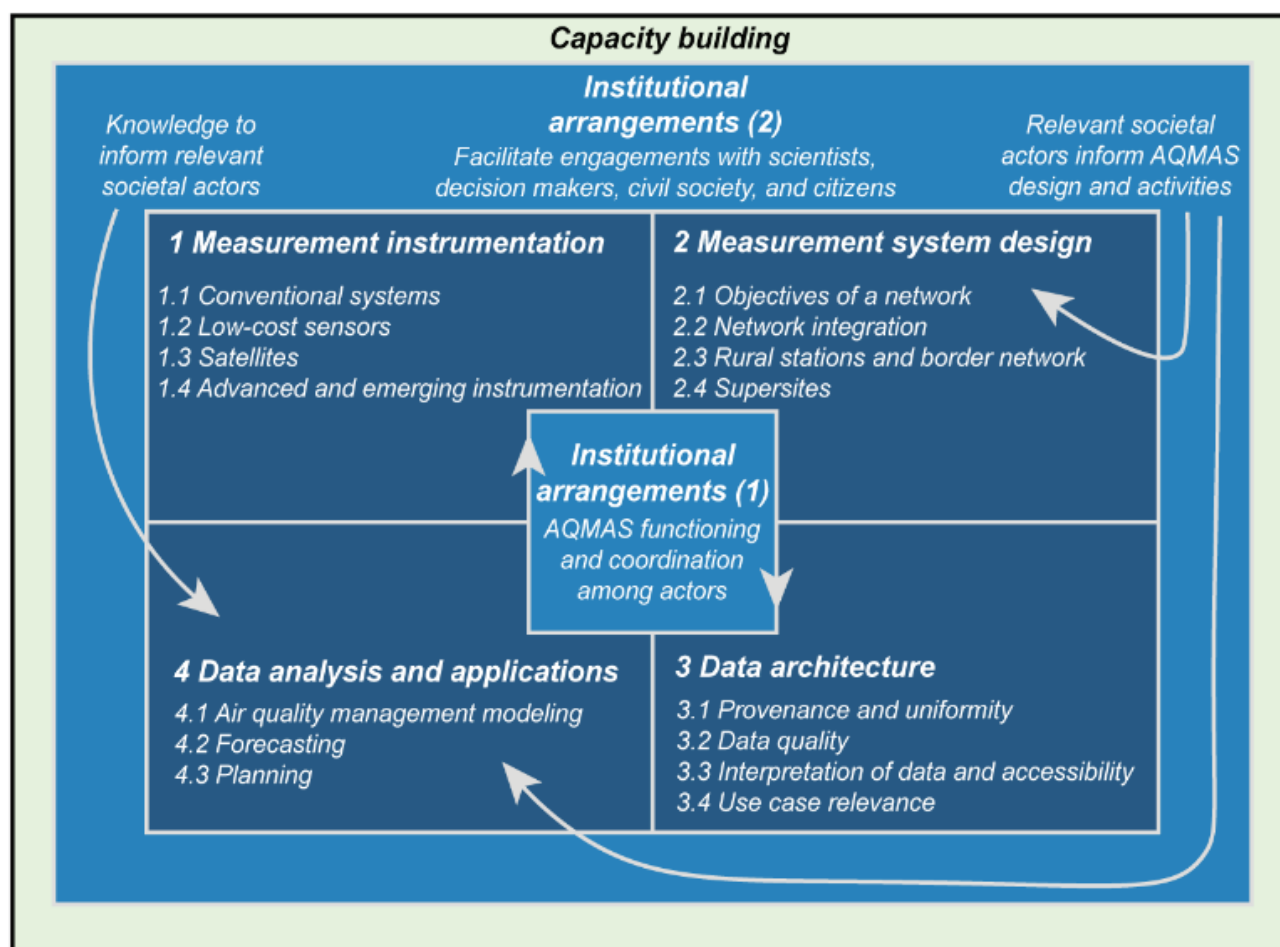 Capacity building
Institutional
arrangements (2)
Facilitate engagements with scientists,
decision makers, civil society, and citizens
Knowledge to
inform relevant
societal actors
Relevant societal
actors inform AQMAS
design and activities
1 Measurement instrumentation
1.1 Conventional systems
1.2 Low-cost sensors
1.3 Satellites
1.4 Advanced and emerging instrumentation
2 Measurement system design
2.1 Objectives of a network
2.2 Network integration
2.3 Rural stations and border network
2.4 Supersites
Institutional
arrangements (1)
AQMAS functioning
and coordination
among actors
4 Data analysis and applications
4.1 Air quality management modeling
4.2 Forecasting
4.3 Planning
3 Data architecture
3.1 Provenance and uniformity
3.2 Data quality
3.3 Interpretation of data and accessibility
3.4 Use case relevance